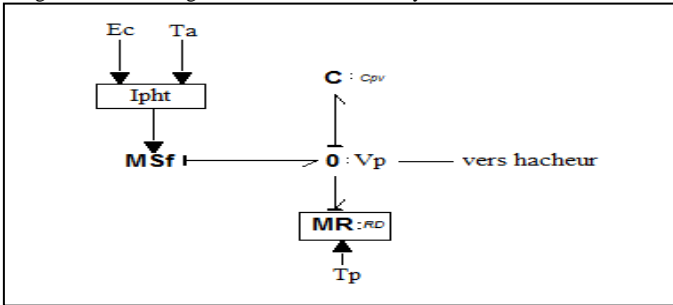 Ec Ta
C : Cpv
Ipht
MSf 0 : Vp vers hacheur
MR : RD
Tp